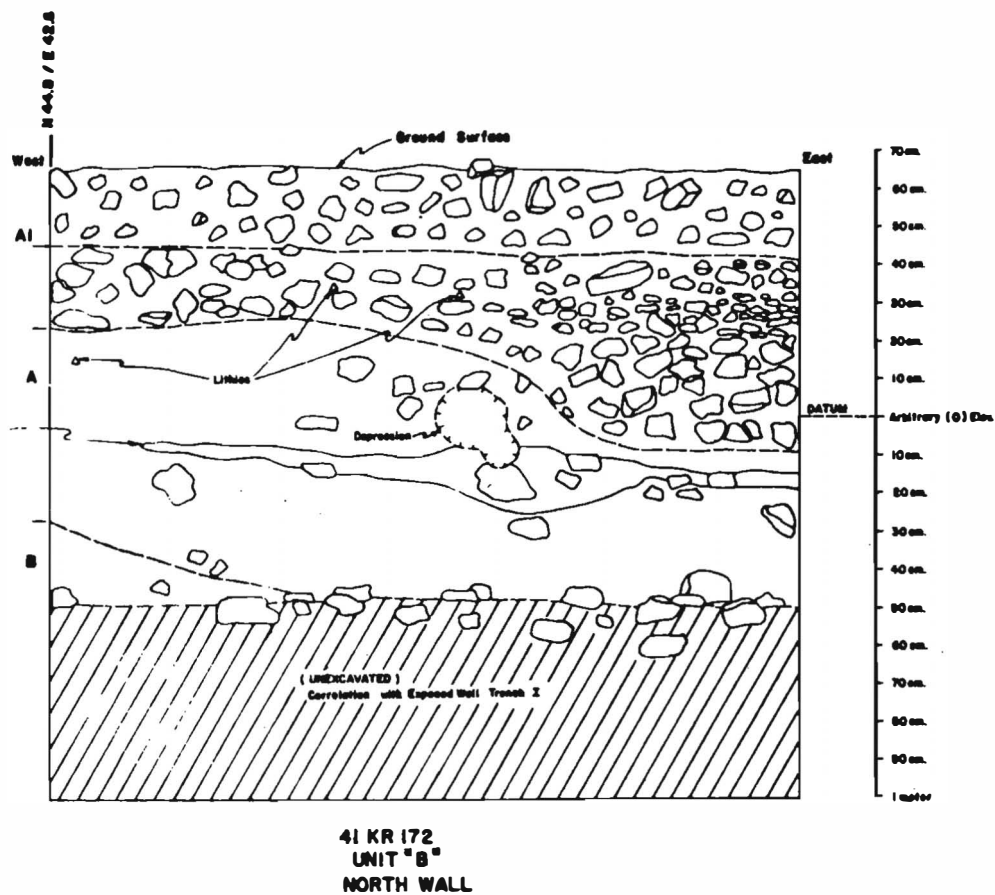 N 44.8 / E 42.8
Ground Surface
West
East
A1
A
B
Lithics
Depression
DATUM
70 cm.
60 cm.
50 cm.
40 cm.
30 cm.
20 cm.
10 cm.
Arbitrary (0) Elev.
10 cm.
20 cm.
30 cm.
40 cm.
50 cm.
60 cm.
70 cm.
80 cm.
90 cm.
1 meter
(UNEXCAVATED)
Correlation with Exposed Wall Trench X
41 KR 172
UNIT "B"
NORTH WALL